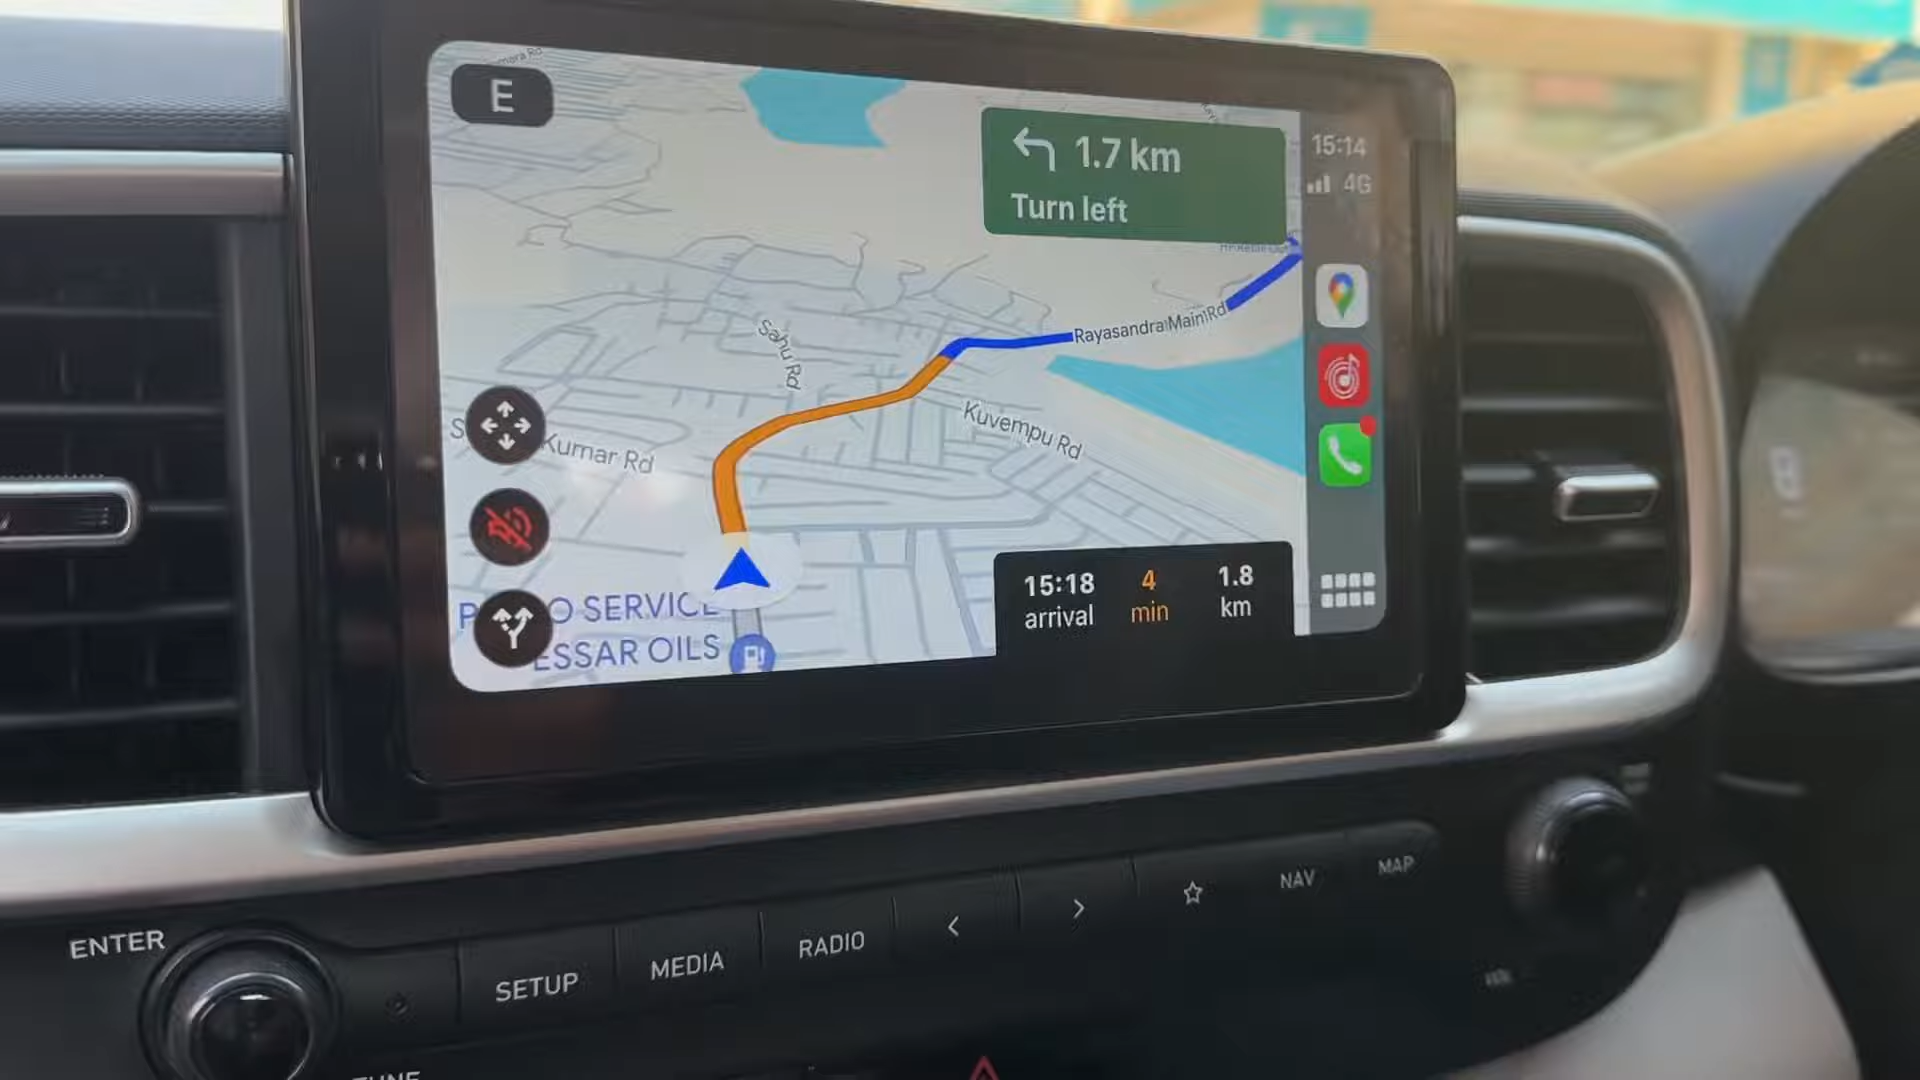 E
1.7 km
Turn left
15:14
4G
Sahu Rd
Rayasandra Main Rd
Kuvempu Rd
Kumar Rd
O SERVICE
ESSAR OILS
15:18 4 1.8
arrival min km
ENTER
SETUP
MEDIA
RADIO
NAV
MAP
TUNE